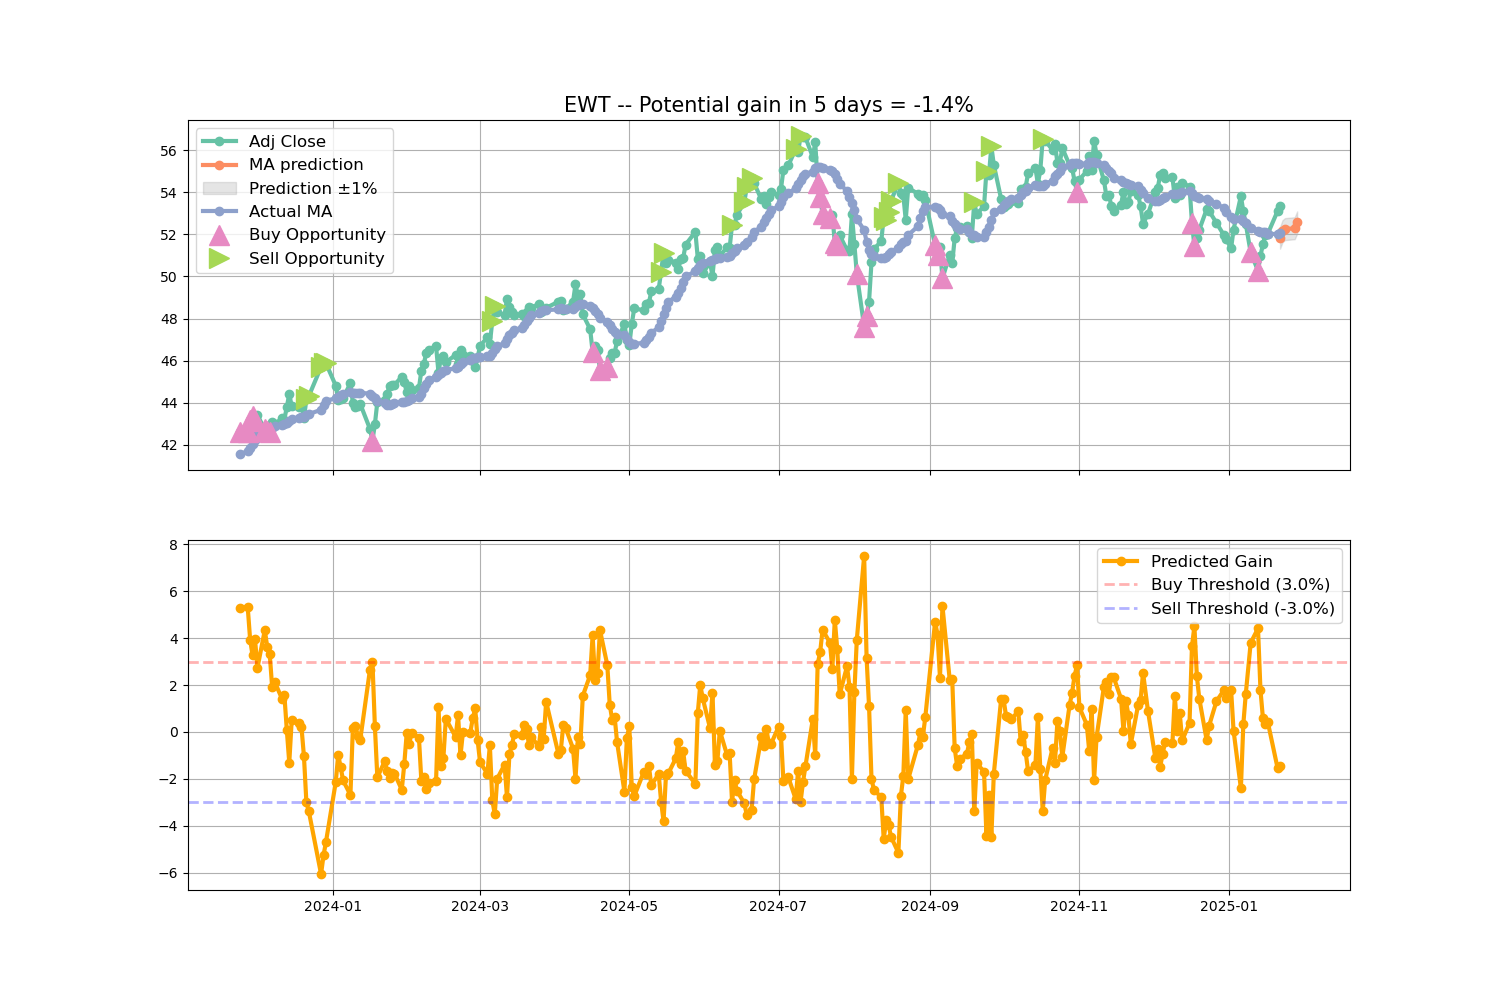 EWT -- Potential gain in 5 days = -1.4%
Adj Close
MA prediction
Prediction ±1%
Actual MA
Buy Opportunity
Sell Opportunity
56
54
52
50
48
46
44
42
Predicted Gain
Buy Threshold (3.0%)
Sell Threshold (-3.0%)
8
6
4
2
0
−2
−4
−6
2024-01 2024-03 2024-05 2024-07 2024-09 2024-11 2025-01